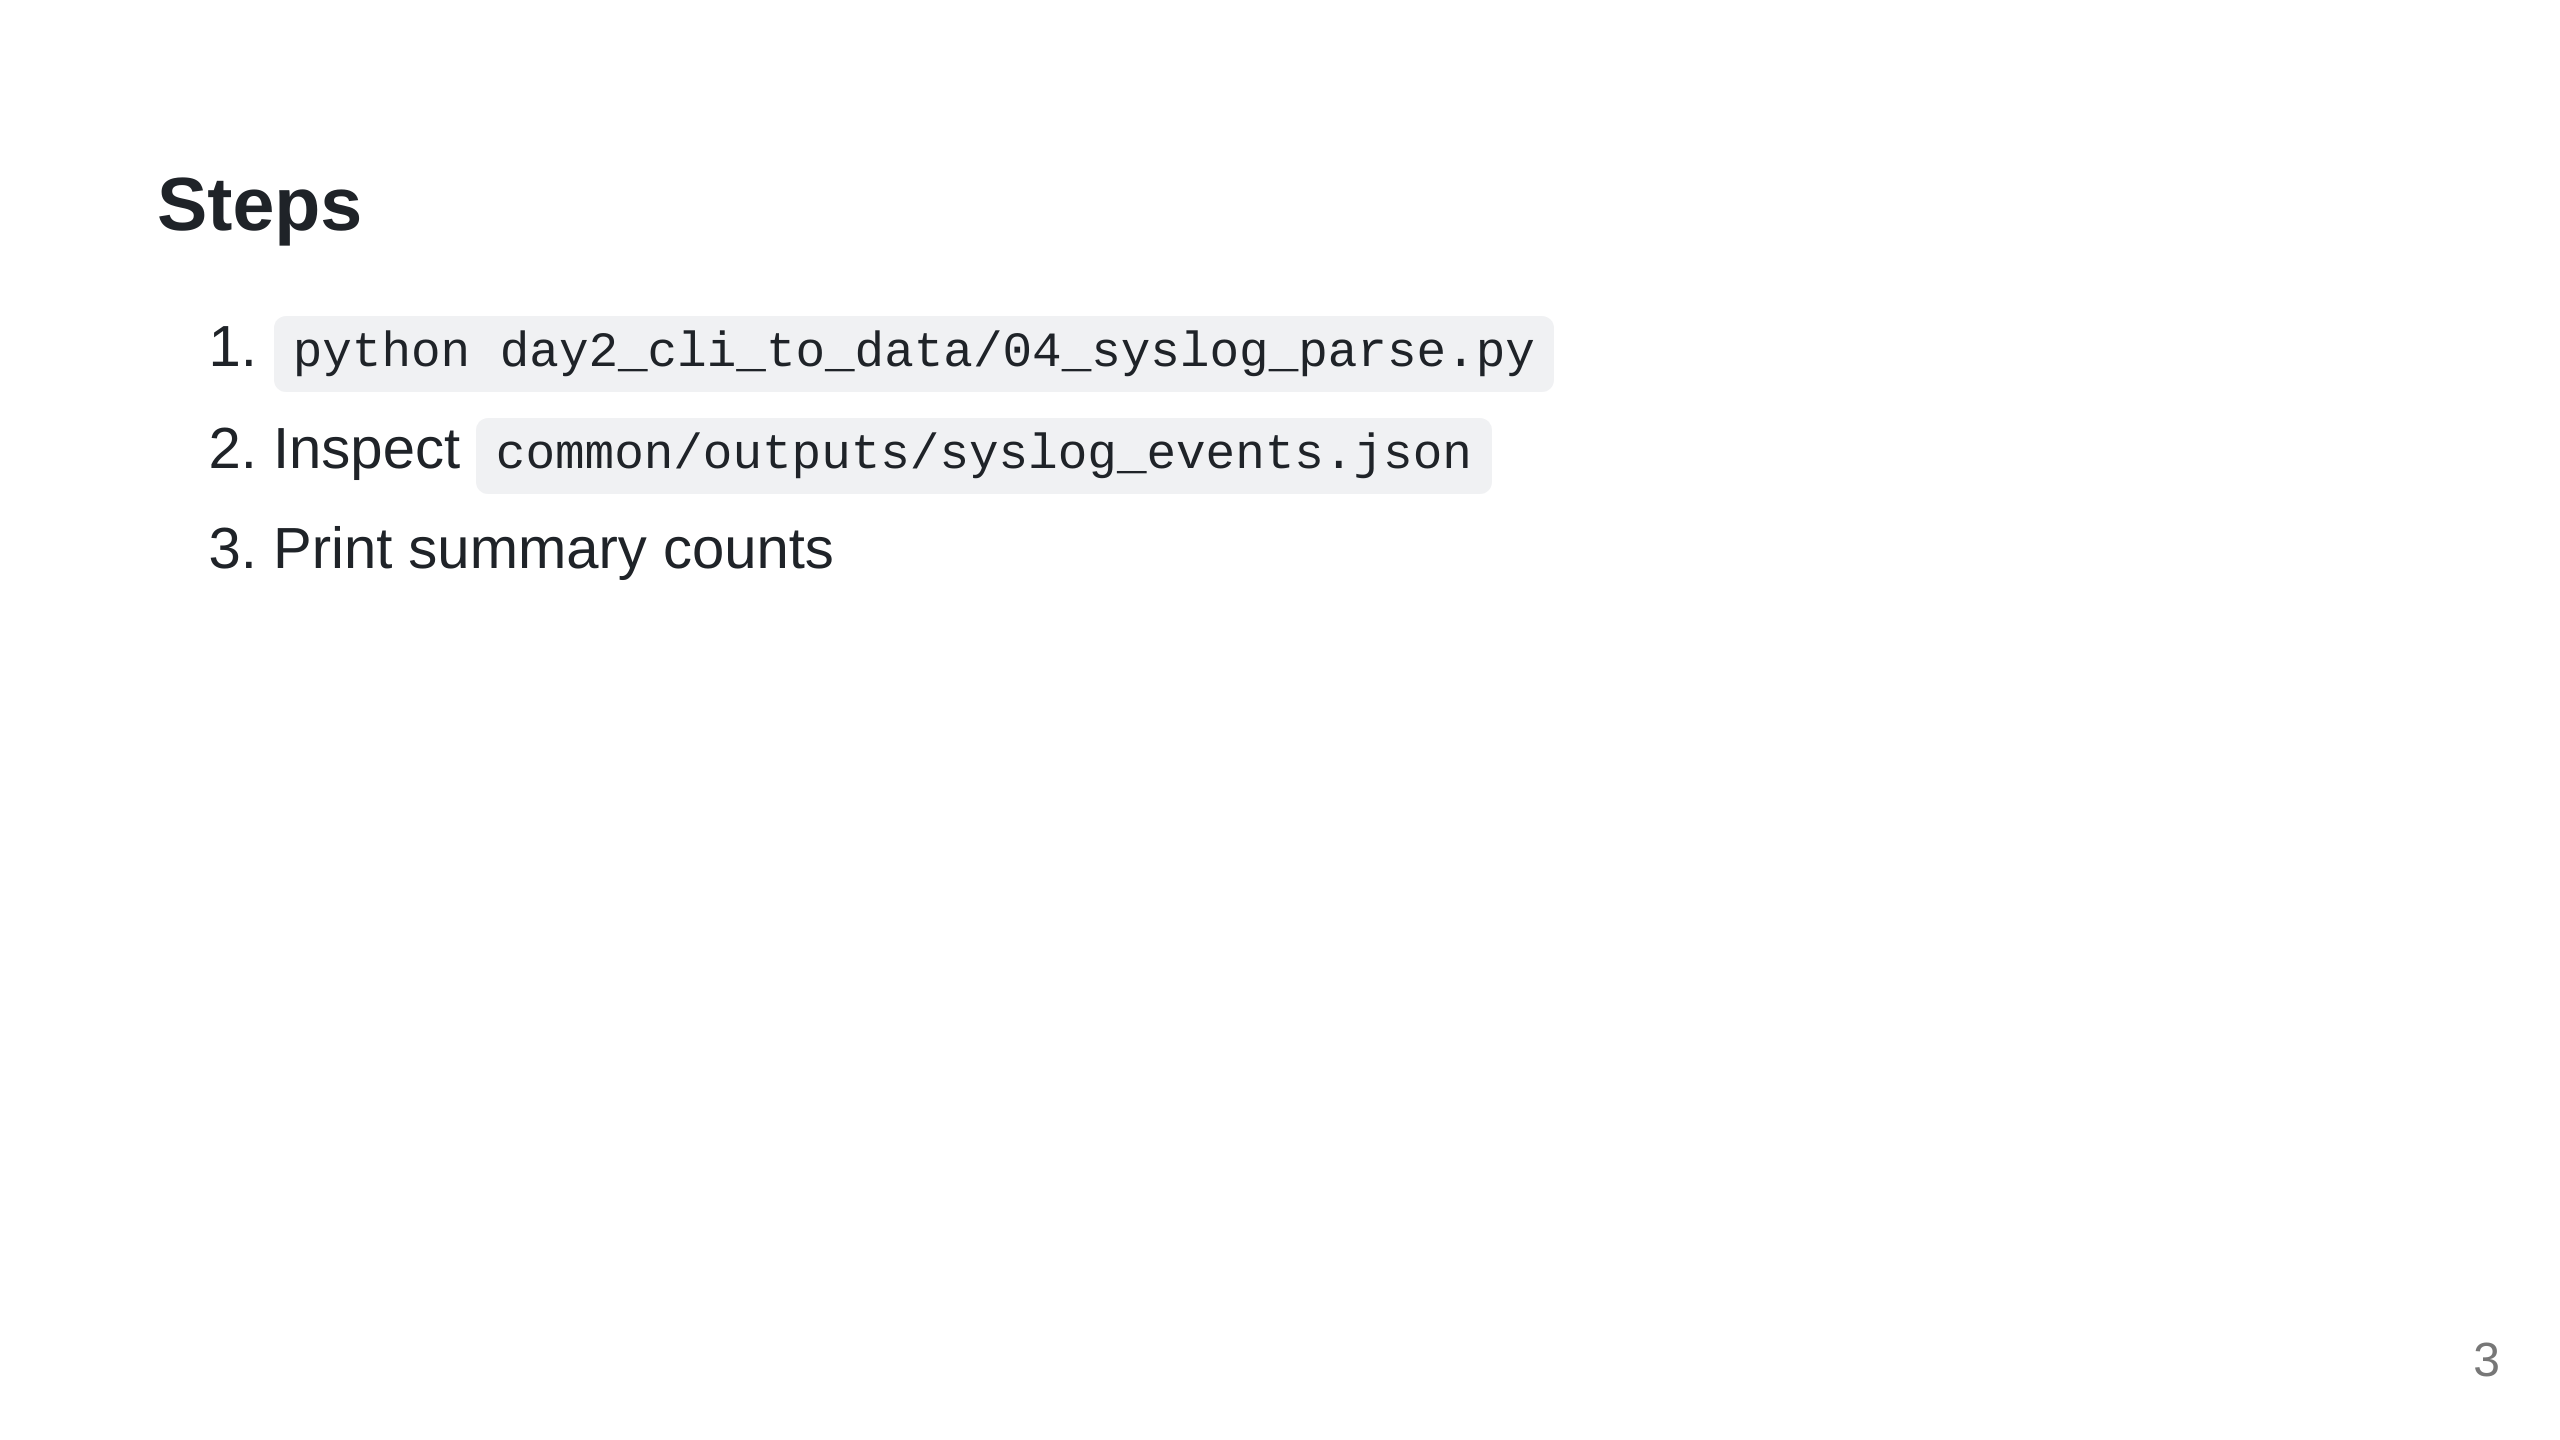 Steps
1. python day2_cli_to_data/04_syslog_parse.py
2. Inspect common/outputs/syslog_events.json
3. Print summary counts
3